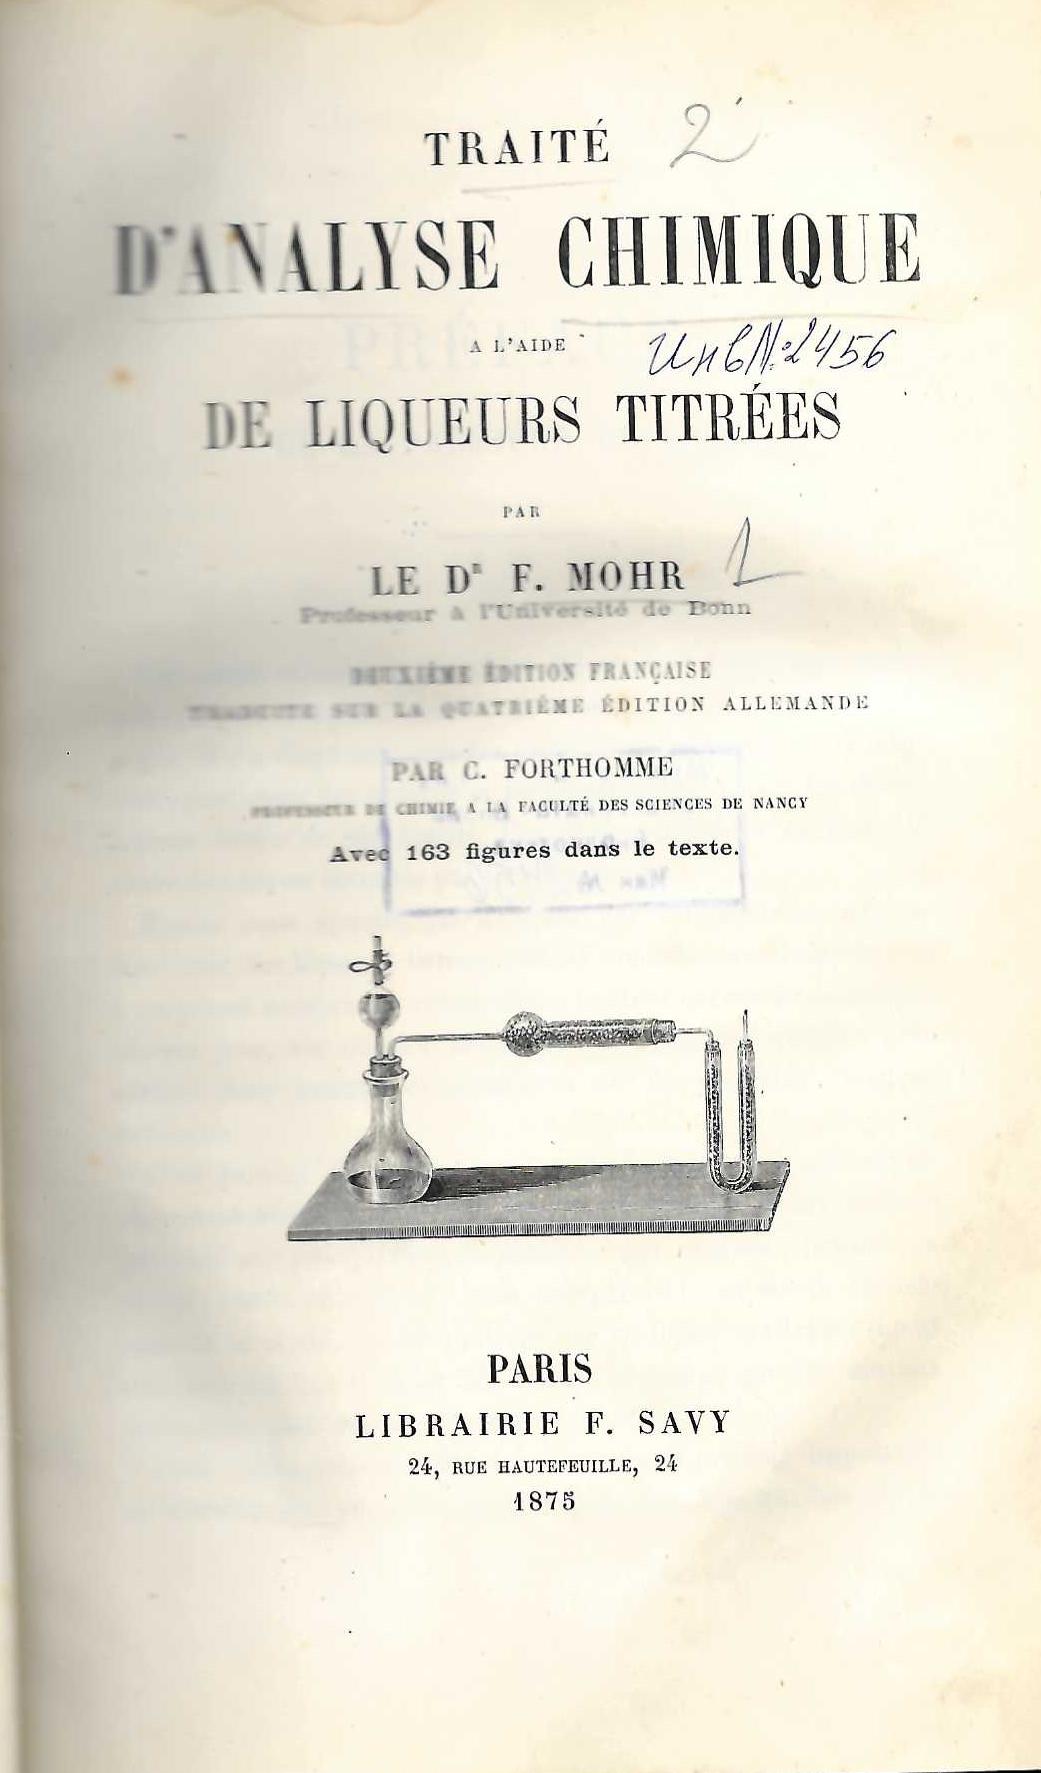 TRAITÉ 2
D'ANALYSE CHIMIQUE
A L'AIDE
Инв№2456
DE LIQUEURS TITRÉES
PAR
LE Dʳ F. MOHR 1
Professeur à l'Université de Bonn
DEUXIÈME ÉDITION FRANÇAISE
TRADUITE SUR LA QUATRIÈME ÉDITION ALLEMANDE
PAR C. FORTHOMME
PROFESSEUR DE CHIMIE A LA FACULTÉ DES SCIENCES DE NANCY
Avec 163 figures dans le texte.
PARIS
LIBRAIRIE F. SAVY
24, RUE HAUTEFEUILLE, 24
1875